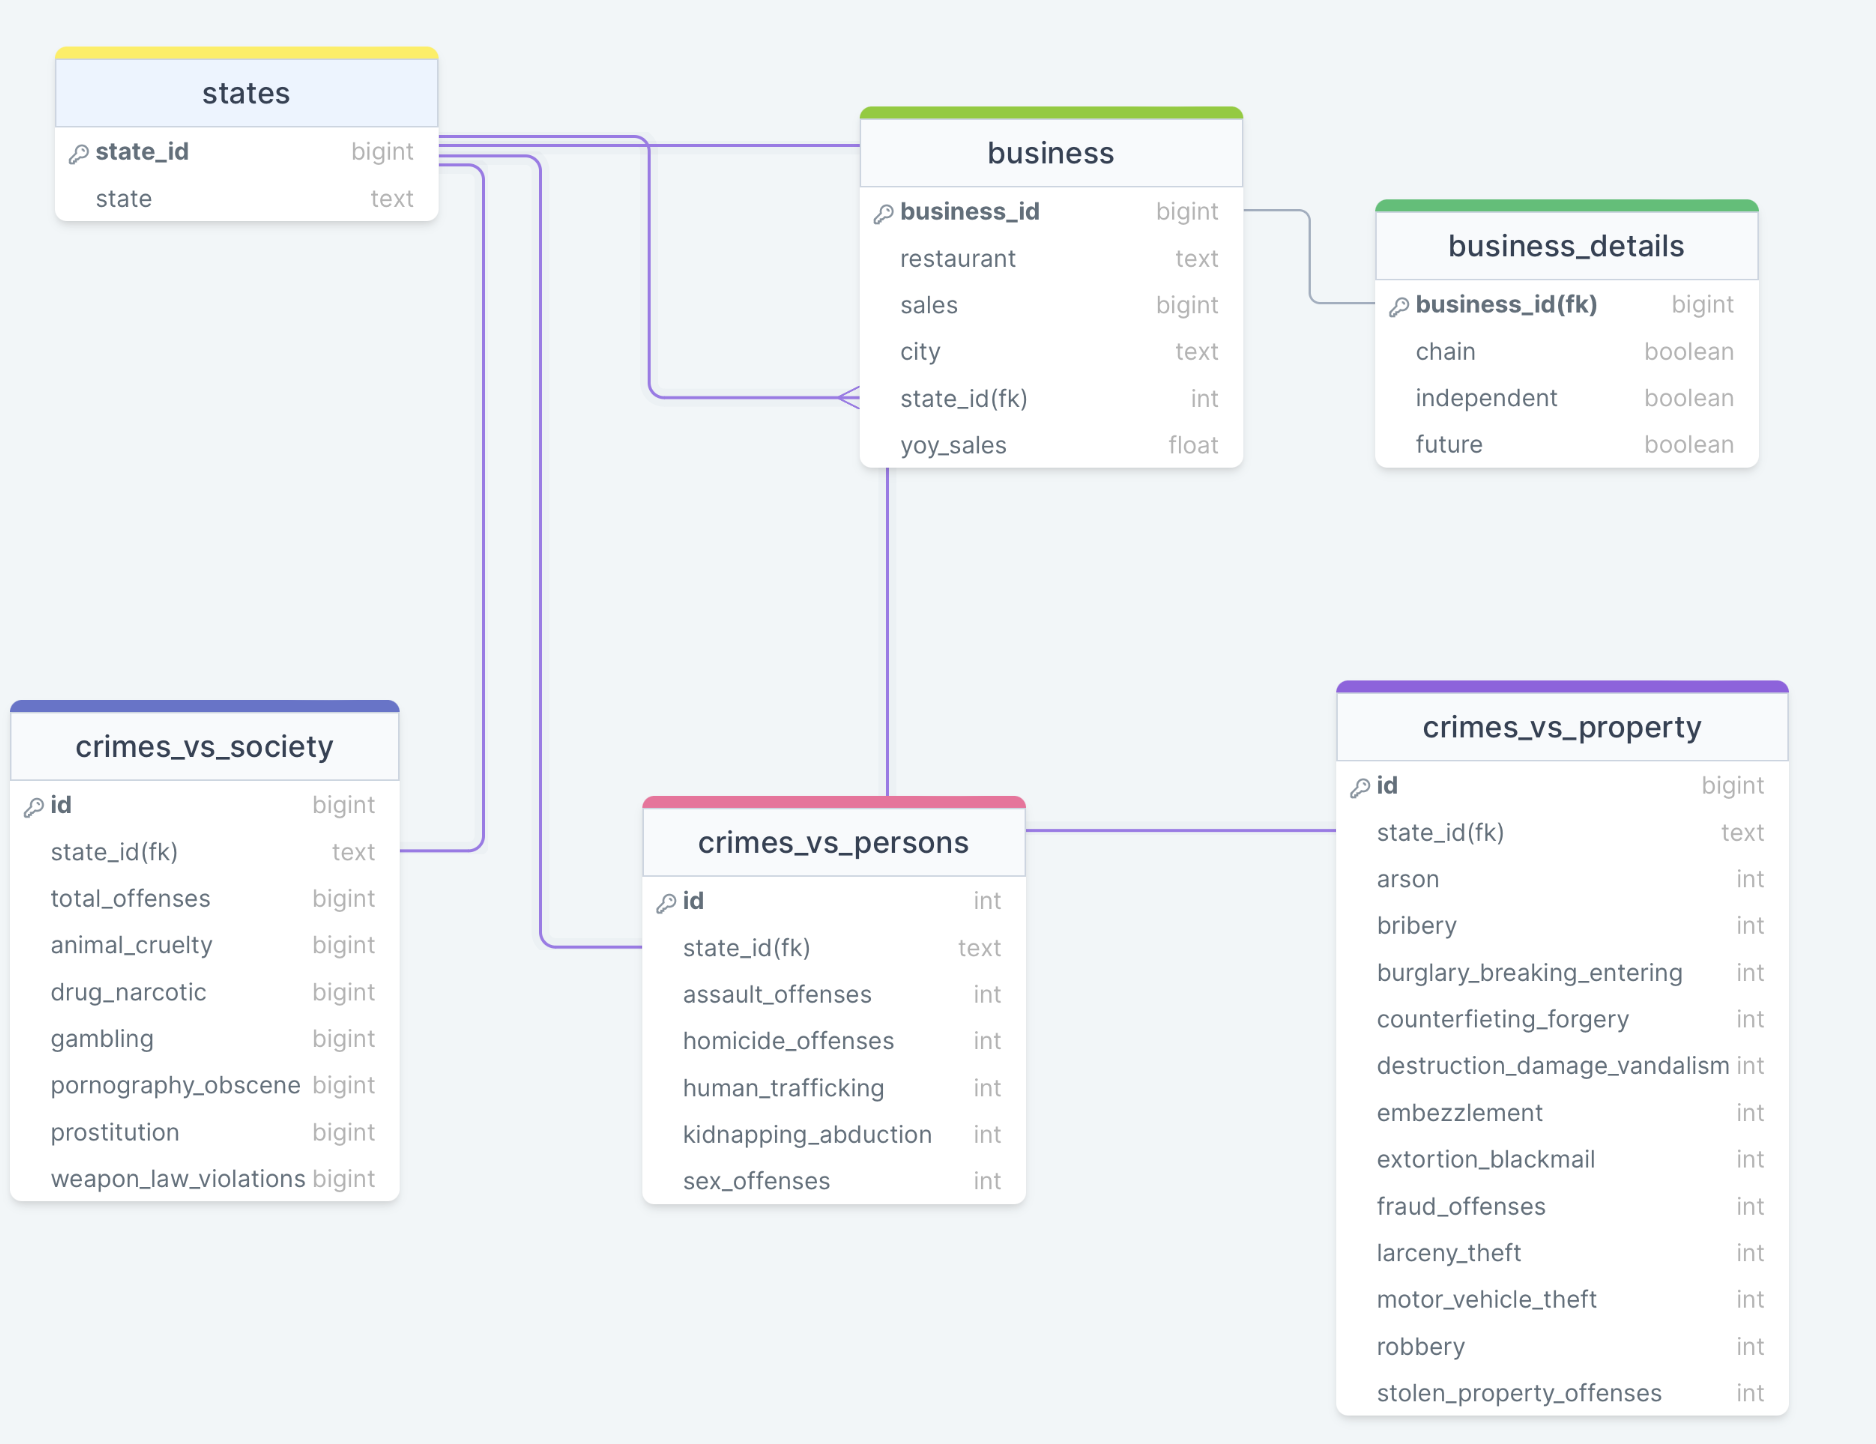 states
state_id bigint
state text
business
business_id bigint
restaurant text
sales bigint
city text
state_id(fk) int
yoy_sales float
business_details
business_id(fk) bigint
chain boolean
independent boolean
future boolean
crimes_vs_society
id bigint
state_id(fk) text
total_offenses bigint
animal_cruelty bigint
drug_narcotic bigint
gambling bigint
pornography_obscene bigint
prostitution bigint
weapon_law_violations bigint
crimes_vs_persons
id int
state_id(fk) text
assault_offenses int
homicide_offenses int
human_trafficking int
kidnapping_abduction int
sex_offenses int
crimes_vs_property
id bigint
state_id(fk) text
arson int
bribery int
burglary_breaking_entering int
counterfieting_forgery int
destruction_damage_vandalism int
embezzlement int
extortion_blackmail int
fraud_offenses int
larceny_theft int
motor_vehicle_theft int
robbery int
stolen_property_offenses int